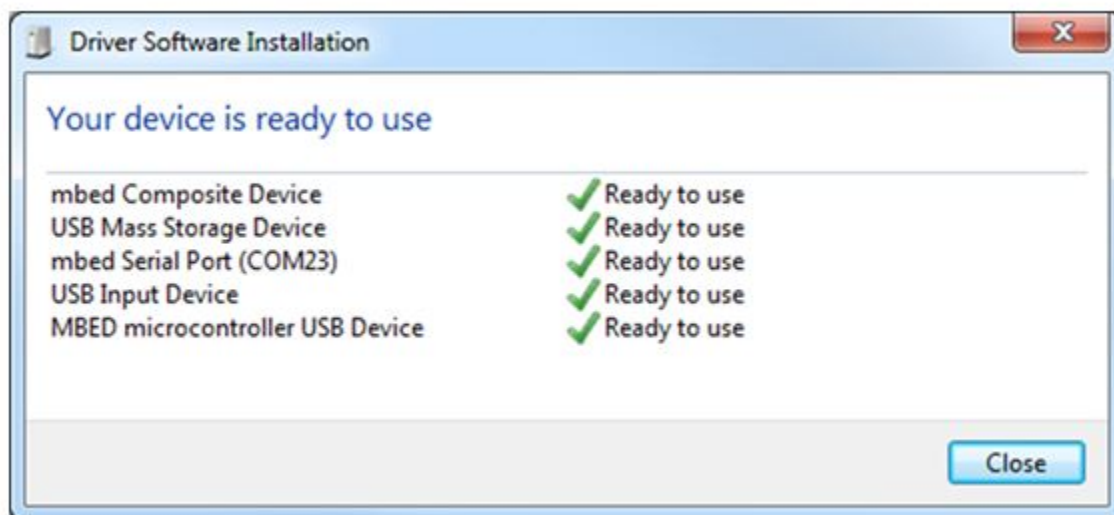 Driver Software Installation
Your device is ready to use
mbed Composite Device Ready to use
USB Mass Storage Device Ready to use
mbed Serial Port (COM23) Ready to use
USB Input Device Ready to use
MBED microcontroller USB Device Ready to use
Close